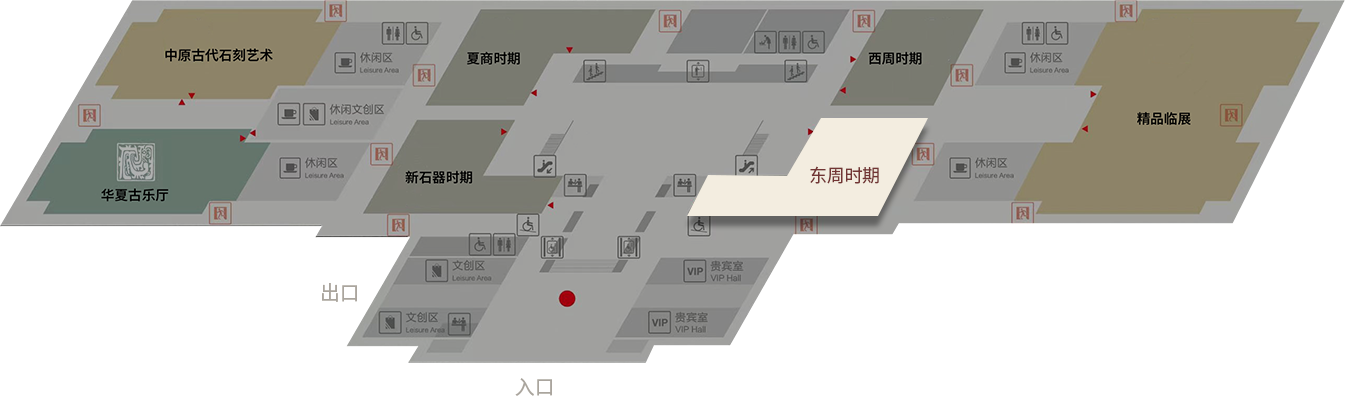 中原古代石刻艺术
休闲区
Leisure Area
夏商时期
西周时期
休闲区
Leisure Area
休闲文创区
Leisure Area
精品临展
华夏古乐厅
休闲区
Leisure Area
新石器时期
东周时期
休闲区
Leisure Area
出口
文创区
Leisure Area
VIP
贵宾室
VIP Hall
文创区
Leisure Area
VIP
贵宾室
VIP Hall
入口